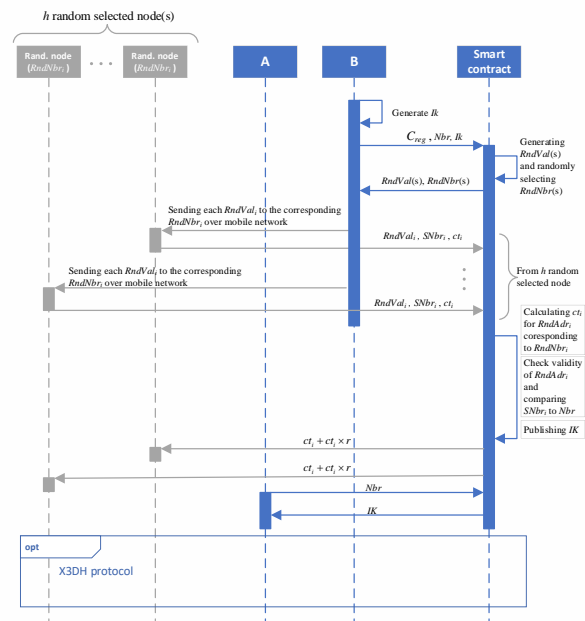 h random selected node(s)
Rand. node
(RndNbrᵢ)
. . .
Rand. node
(RndNbrᵢ)
A
B
Smart
contract
Generate Ik
C_reg , Nbr, Ik
Generating
RndVal(s)
and randomly
selecting
RndNbr(s)
RndVal(s), RndNbr(s)
Sending each RndValᵢ to the corresponding
RndNbrᵢ over mobile network
RndValᵢ , SNbrᵢ , ctᵢ
Sending each RndValᵢ to the corresponding
RndNbrᵢ over mobile network
From h random
selected node
RndValᵢ , SNbrᵢ , ctᵢ
Calculating ctᵢ
for RndAdrᵢ
coresponding
to RndNbrᵢ
Check validity
of RndAdrᵢ
and
comparing
SNbrᵢ to Nbr
Publishing IK
ctᵢ + ctᵢ × r
ctᵢ + ctᵢ × r
Nbr
IK
opt
X3DH protocol